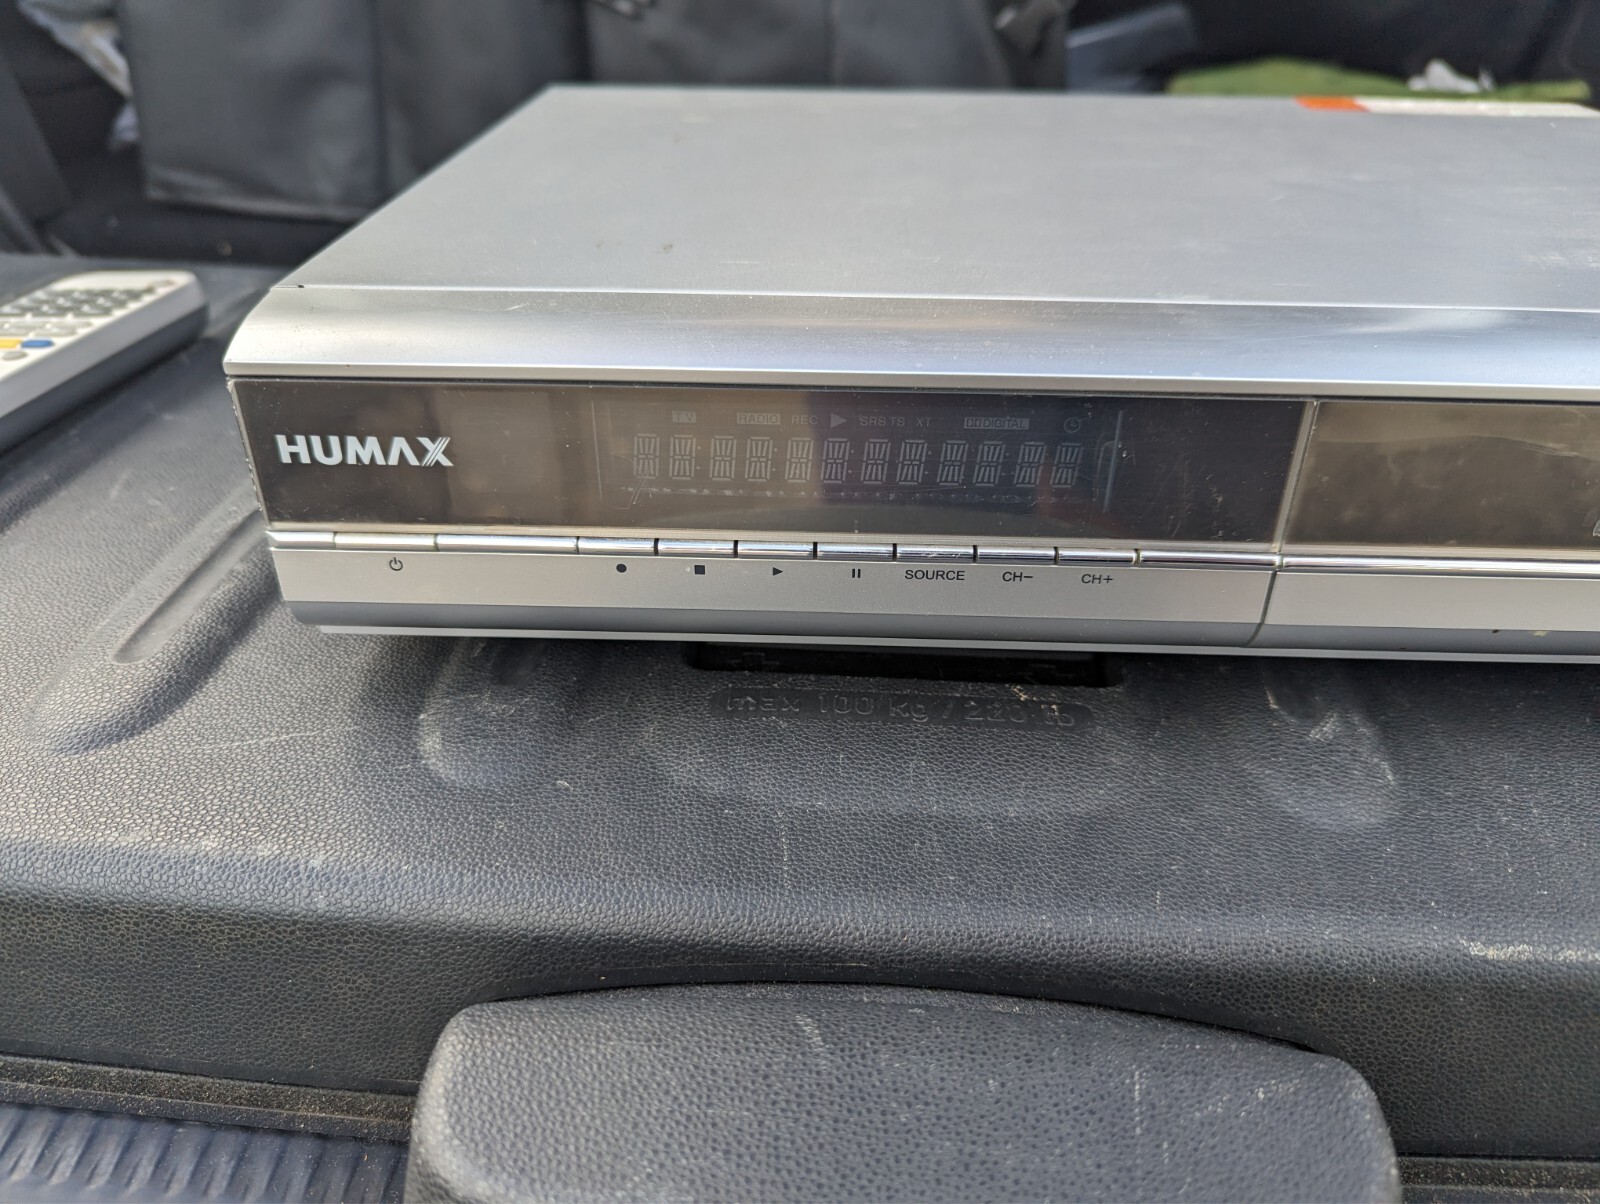 TV RADIO REC SRS TS XT DIGITAL
HUMAX
SOURCE CH- CH+
max 100 kg / 220 lb